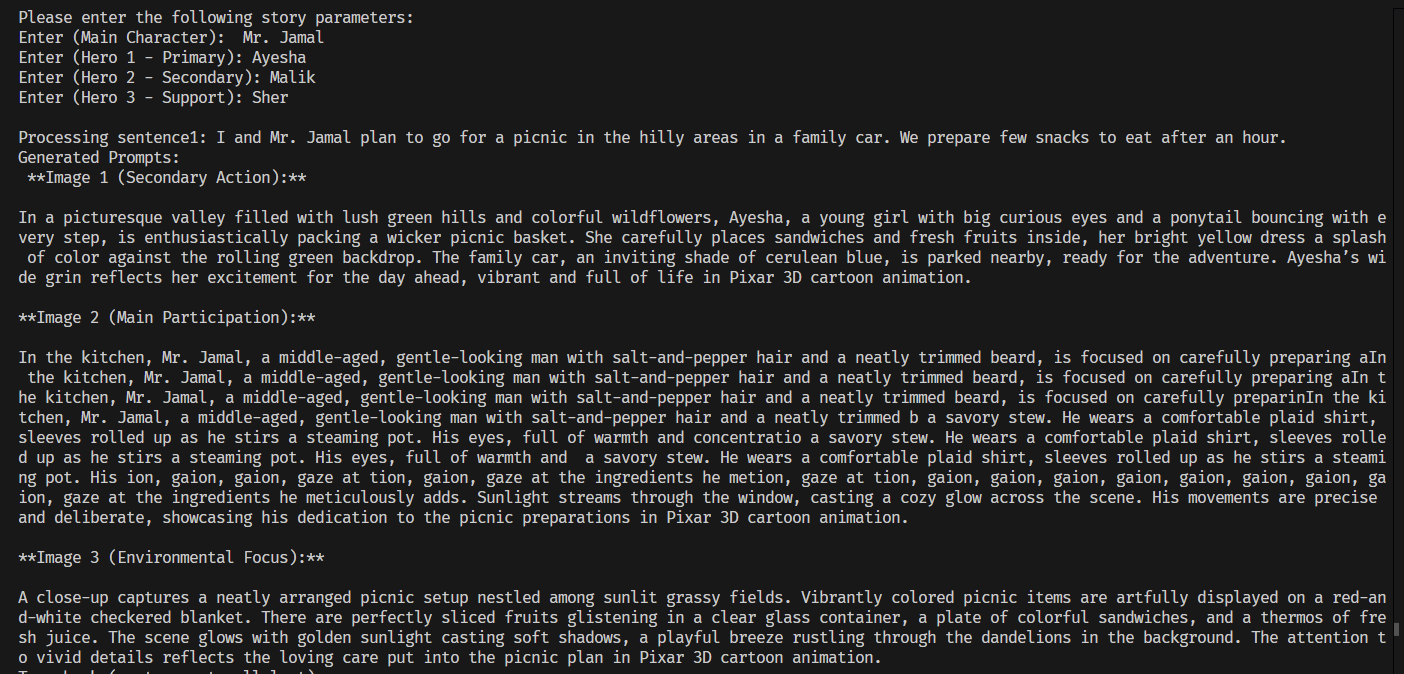 Please enter the following story parameters:
Enter (Main Character):  Mr. Jamal
Enter (Hero 1 - Primary): Ayesha
Enter (Hero 2 - Secondary): Malik
Enter (Hero 3 - Support): Sher
Processing sentence1: I and Mr. Jamal plan to go for a picnic in the hilly areas in a family car. We prepare few snacks to eat after an hour.
Generated Prompts:
**Image 1 (Secondary Action):**
In a picturesque valley filled with lush green hills and colorful wildflowers, Ayesha, a young girl with big curious eyes and a ponytail bouncing with e
very step, is enthusiastically packing a wicker picnic basket. She carefully places sandwiches and fresh fruits inside, her bright yellow dress a splash
of color against the rolling green backdrop. The family car, an inviting shade of cerulean blue, is parked nearby, ready for the adventure. Ayesha's wi
de grin reflects her excitement for the day ahead, vibrant and full of life in Pixar 3D cartoon animation.
**Image 2 (Main Participation):**
In the kitchen, Mr. Jamal, a middle-aged, gentle-looking man with salt-and-pepper hair and a neatly trimmed beard, is focused on carefully preparing aIn
the kitchen, Mr. Jamal, a middle-aged, gentle-looking man with salt-and-pepper hair and a neatly trimmed beard, is focused on carefully preparing aIn t
he kitchen, Mr. Jamal, a middle-aged, gentle-looking man with salt-and-pepper hair and a neatly trimmed beard, is focused on carefully preparinIn the ki
tchen, Mr. Jamal, a middle-aged, gentle-looking man with salt-and-pepper hair and a neatly trimmed b a savory stew. He wears a comfortable plaid shirt,
sleeves rolled up as he stirs a steaming pot. His eyes, full of warmth and concentratio a savory stew. He wears a comfortable plaid shirt, sleeves rolle
d up as he stirs a steaming pot. His eyes, full of warmth and  a savory stew. He wears a comfortable plaid shirt, sleeves rolled up as he stirs a steami
ng pot. His ion, gaion, gaion, gaze at tion, gaion, gaion, gaze at the ingredients he metion, gaze at tion, gaion, gaion, gaion, gaion, gaion, gaion, ga
ion, gaze at the ingredients he meticulously adds. Sunlight streams through the window, casting a cozy glow across the scene. His movements are precise
and deliberate, showcasing his dedication to the picnic preparations in Pixar 3D cartoon animation.
**Image 3 (Environmental Focus):**
A close-up captures a neatly arranged picnic setup nestled among sunlit grassy fields. Vibrantly colored picnic items are artfully displayed on a red-an
d-white checkered blanket. There are perfectly sliced fruits glistening in a clear glass container, a plate of colorful sandwiches, and a thermos of fre
sh juice. The scene glows with golden sunlight casting soft shadows, a playful breeze rustling through the dandelions in the background. The attention t
o vivid details reflects the loving care put into the picnic plan in Pixar 3D cartoon animation.